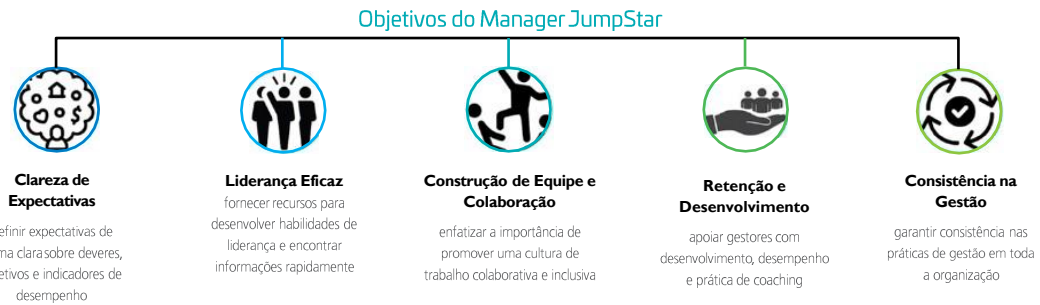 Objetivos do Manager JumpStar
Clareza de
Expectativas
efinir expectativas de
ma clara sobre deveres,
etivos e indicadores de
desempenho
Liderança Eficaz
fornecer recursos para
desenvolver habilidades de
liderança e encontrar
informações rapidamente
Construção de Equipe e
Colaboração
enfatizar a importância de
promover uma cultura de
trabalho colaborativa e inclusiva
Retenção e
Desenvolvimento
apoiar gestores com
desenvolvimento, desempenho
e prática de coaching
Consistência na
Gestão
garantir consistência nas
práticas de gestão em toda
a organização